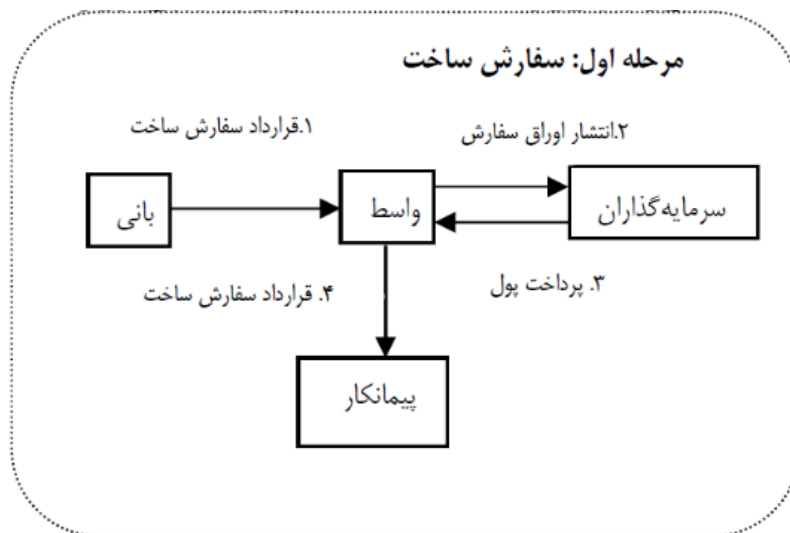 مرحله اول: سفارش ساخت
۱.قرارداد سفارش ساخت
۲.انتشار اوراق سفارش
بانی
واسط
سرمایه‌گذاران
۴. قرارداد سفارش ساخت
۳. پرداخت پول
پیمانکار